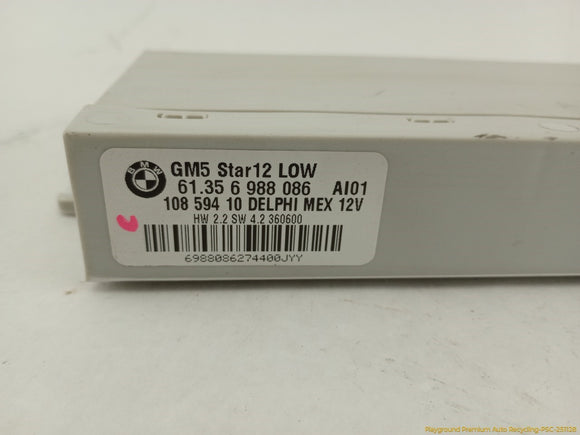 BMW
GM5 Star12 LOW
61.35 6 988 086 AI01
108 594 10 DELPHI MEX 12V
HW 2.2 SW 4.2 360600
6988086274400JYY
Playground Premium Auto Recycling-PSC-251128